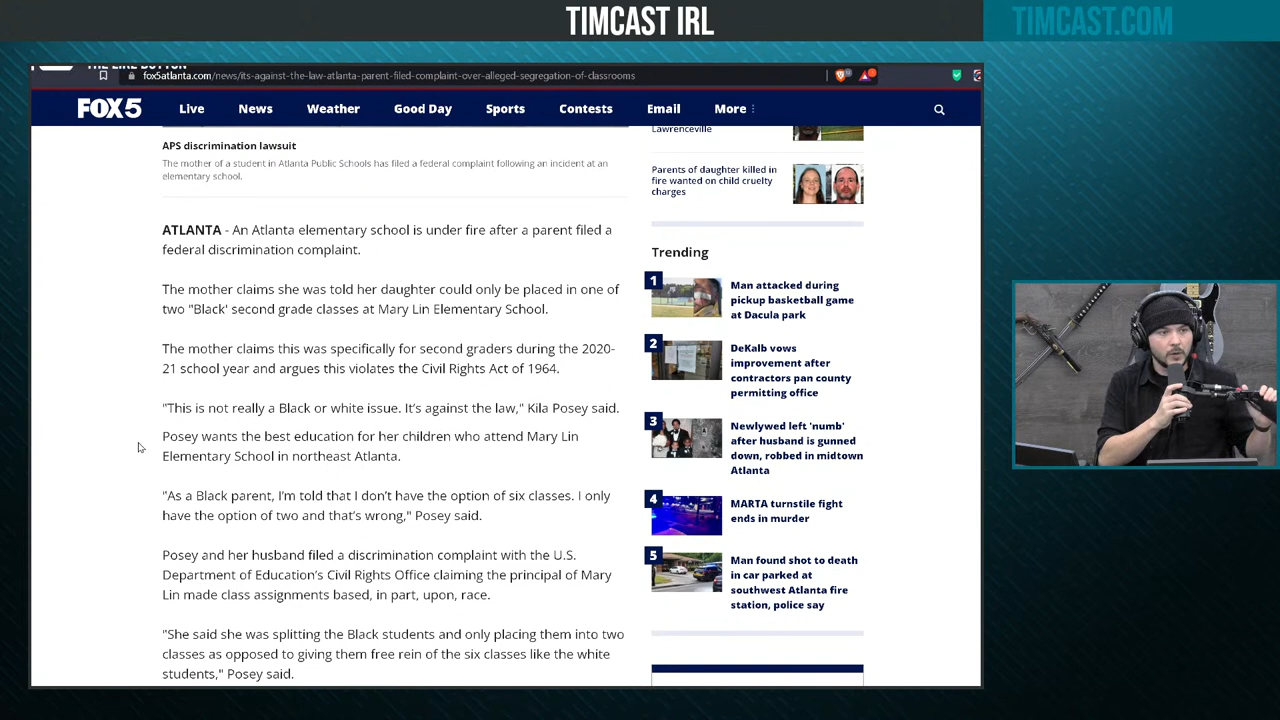 TIMCAST IRL
TIMCAST.COM
THE LIKE BUTTON
fox5atlanta.com/news/its-against-the-law-atlanta-parent-filed-complaint-over-alleged-segregation-of-classrooms
FOX 5
Live
News
Weather
Good Day
Sports
Contests
Email
More
APS discrimination lawsuit
The mother of a student in Atlanta Public Schools has filed a federal complaint following an incident at an
elementary school.
ATLANTA - An Atlanta elementary school is under fire after a parent filed a
federal discrimination complaint.
The mother claims she was told her daughter could only be placed in one of
two "Black' second grade classes at Mary Lin Elementary School.
The mother claims this was specifically for second graders during the 2020-
21 school year and argues this violates the Civil Rights Act of 1964.
"This is not really a Black or white issue. It's against the law," Kila Posey said.
Posey wants the best education for her children who attend Mary Lin
Elementary School in northeast Atlanta.
"As a Black parent, I'm told that I don't have the option of six classes. I only
have the option of two and that's wrong," Posey said.
Posey and her husband filed a discrimination complaint with the U.S.
Department of Education's Civil Rights Office claiming the principal of Mary
Lin made class assignments based, in part, upon, race.
"She said she was splitting the Black students and only placing them into two
classes as opposed to giving them free rein of the six classes like the white
students," Posey said.
Lawrenceville
Parents of daughter killed in
fire wanted on child cruelty
charges
Trending
1
Man attacked during
pickup basketball game
at Dacula park
2
DeKalb vows
improvement after
contractors pan county
permitting office
3
Newlywed left 'numb'
after husband is gunned
down, robbed in midtown
Atlanta
4
MARTA turnstile fight
ends in murder
5
Man found shot to death
in car parked at
southwest Atlanta fire
station, police say